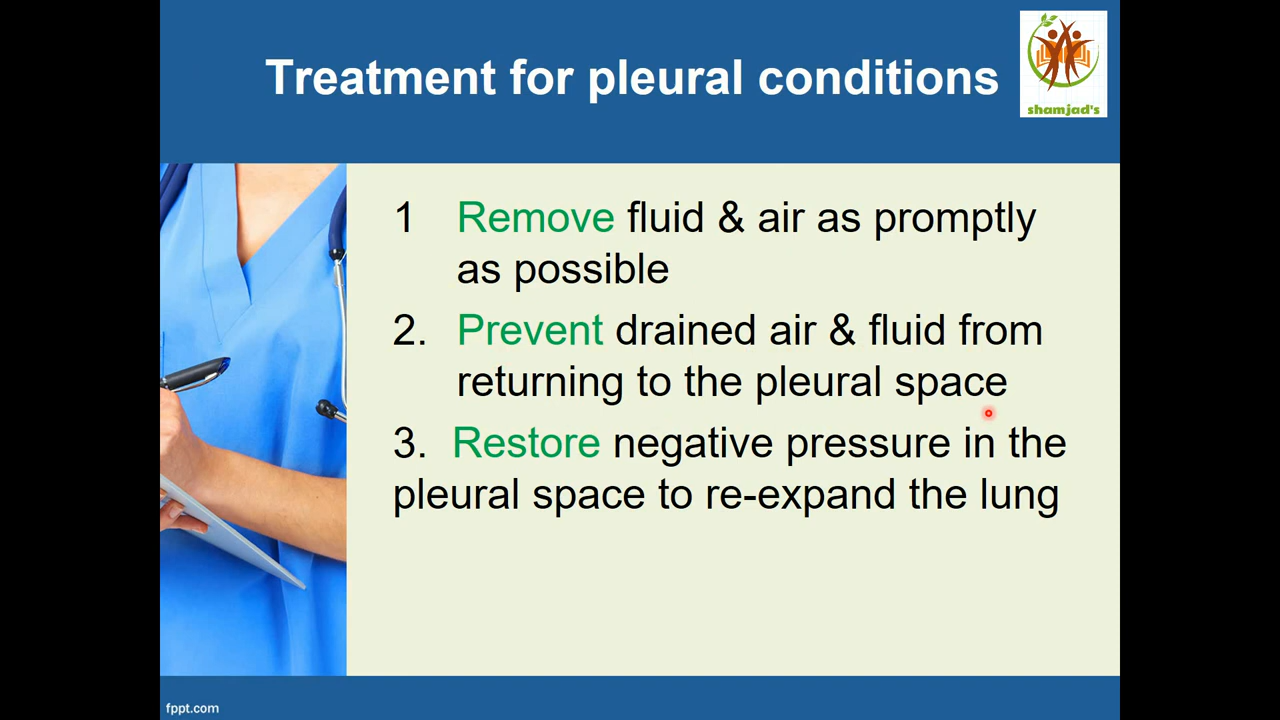 Treatment for pleural conditions
shamjad's
1 Remove fluid & air as promptly
as possible
2. Prevent drained air & fluid from
returning to the pleural space
3. Restore negative pressure in the
pleural space to re-expand the lung
fppt.com